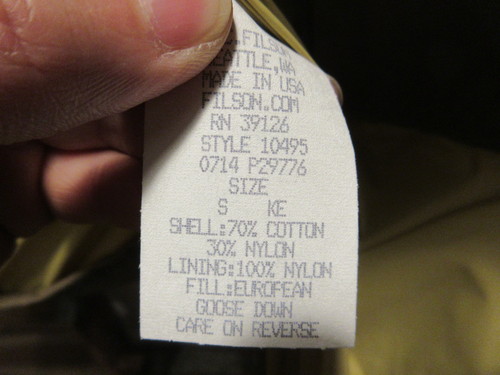 C. FILSON
SEATTLE, WA
MADE IN USA
FILSON.COM
RN 39126
STYLE 10495
0714 P29776
SIZE
S KE
SHELL:70% COTTON
30% NYLON
LINING:100% NYLON
FILL:EUROPEAN
GOOSE DOWN
CARE ON REVERSE